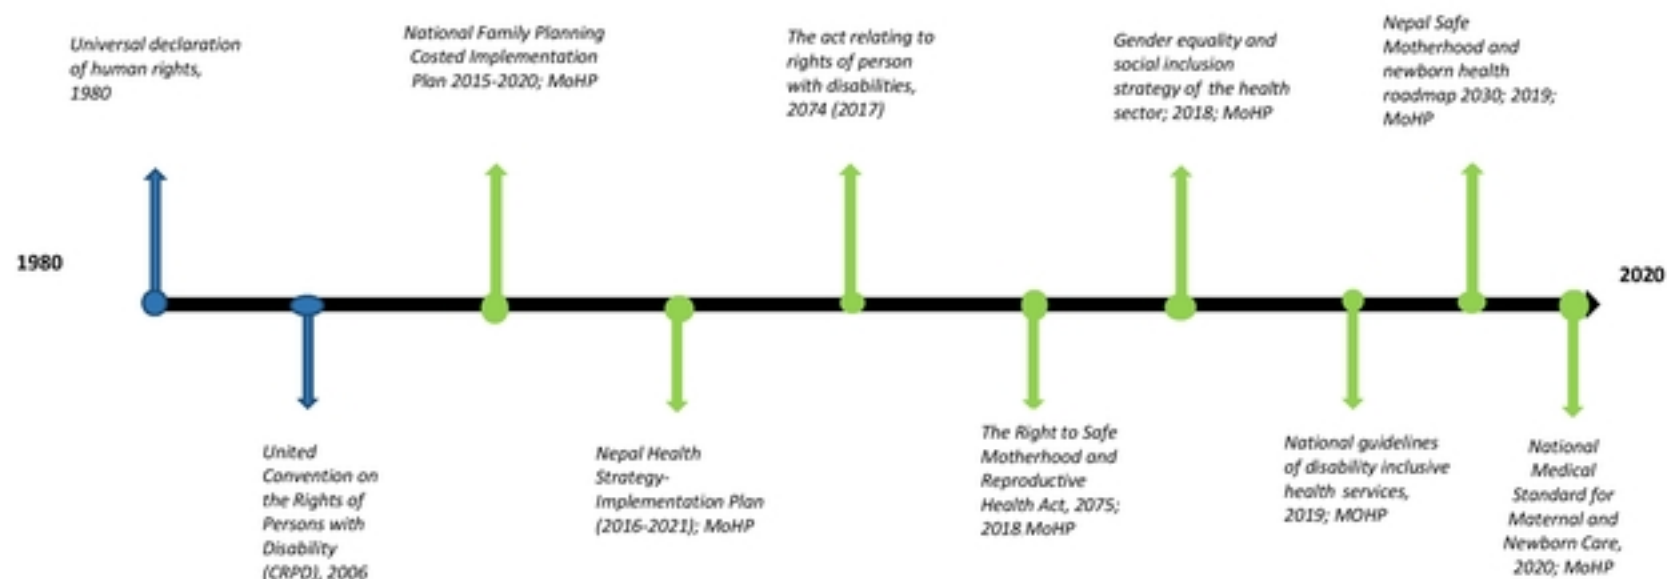 Universal declaration
of human rights,
1980
National Family Planning
Costed Implementation
Plan 2015-2020; MoHP
The act relating to
rights of person
with disabilities,
2074 (2017)
Gender equality and
social inclusion
strategy of the health
sector; 2018; MoHP
Nepal Safe
Motherhood and
newborn health
roadmap 2030; 2019;
MoHP
1980
2020
United
Convention on
the Rights of
Persons with
Disability
(CRPD), 2006
Nepal Health
Strategy-
Implementation Plan
(2016-2021); MoHP
The Right to Safe
Motherhood and
Reproductive
Health Act, 2075;
2018.MoHP
National guidelines
of disability inclusive
health services,
2019; MOHP
National
Medical
Standard for
Maternal and
Newborn Care,
2020; MoHP